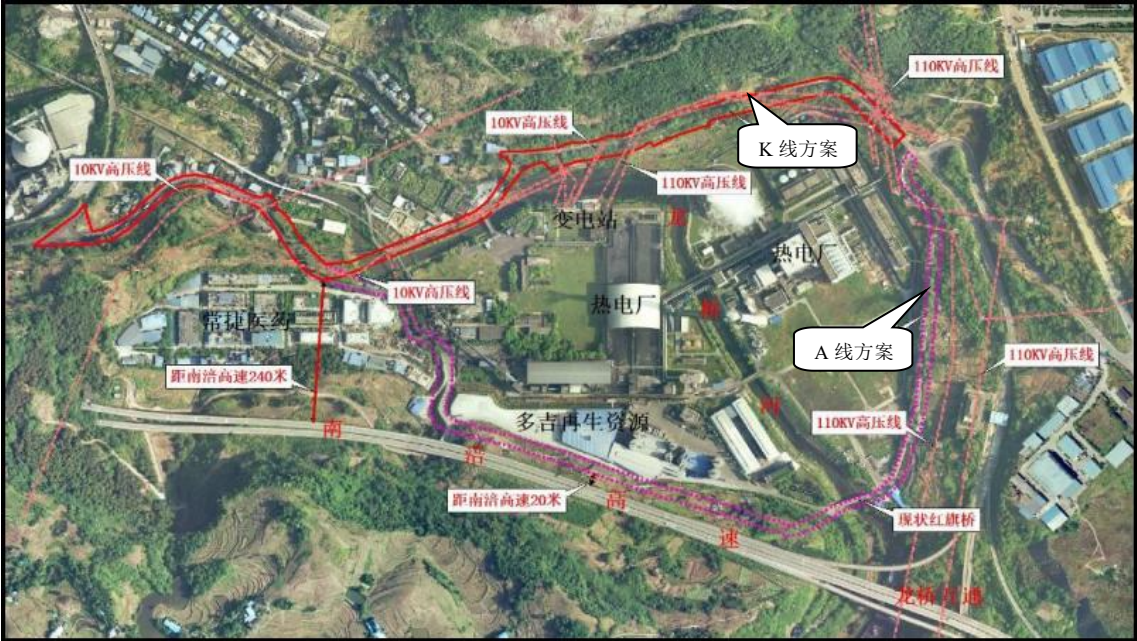 110KV高压线
10KV高压线
K 线方案
10KV高压线
110KV高压线
变电站
龙
热电厂
10KV高压线
热电厂
桥
常捷医药
A 线方案
110KV高压线
距南涪高速240米
河
多吉再生资源
110KV高压线
南
涪
距南涪高速20米
高
现状红旗桥
速
龙桥互通